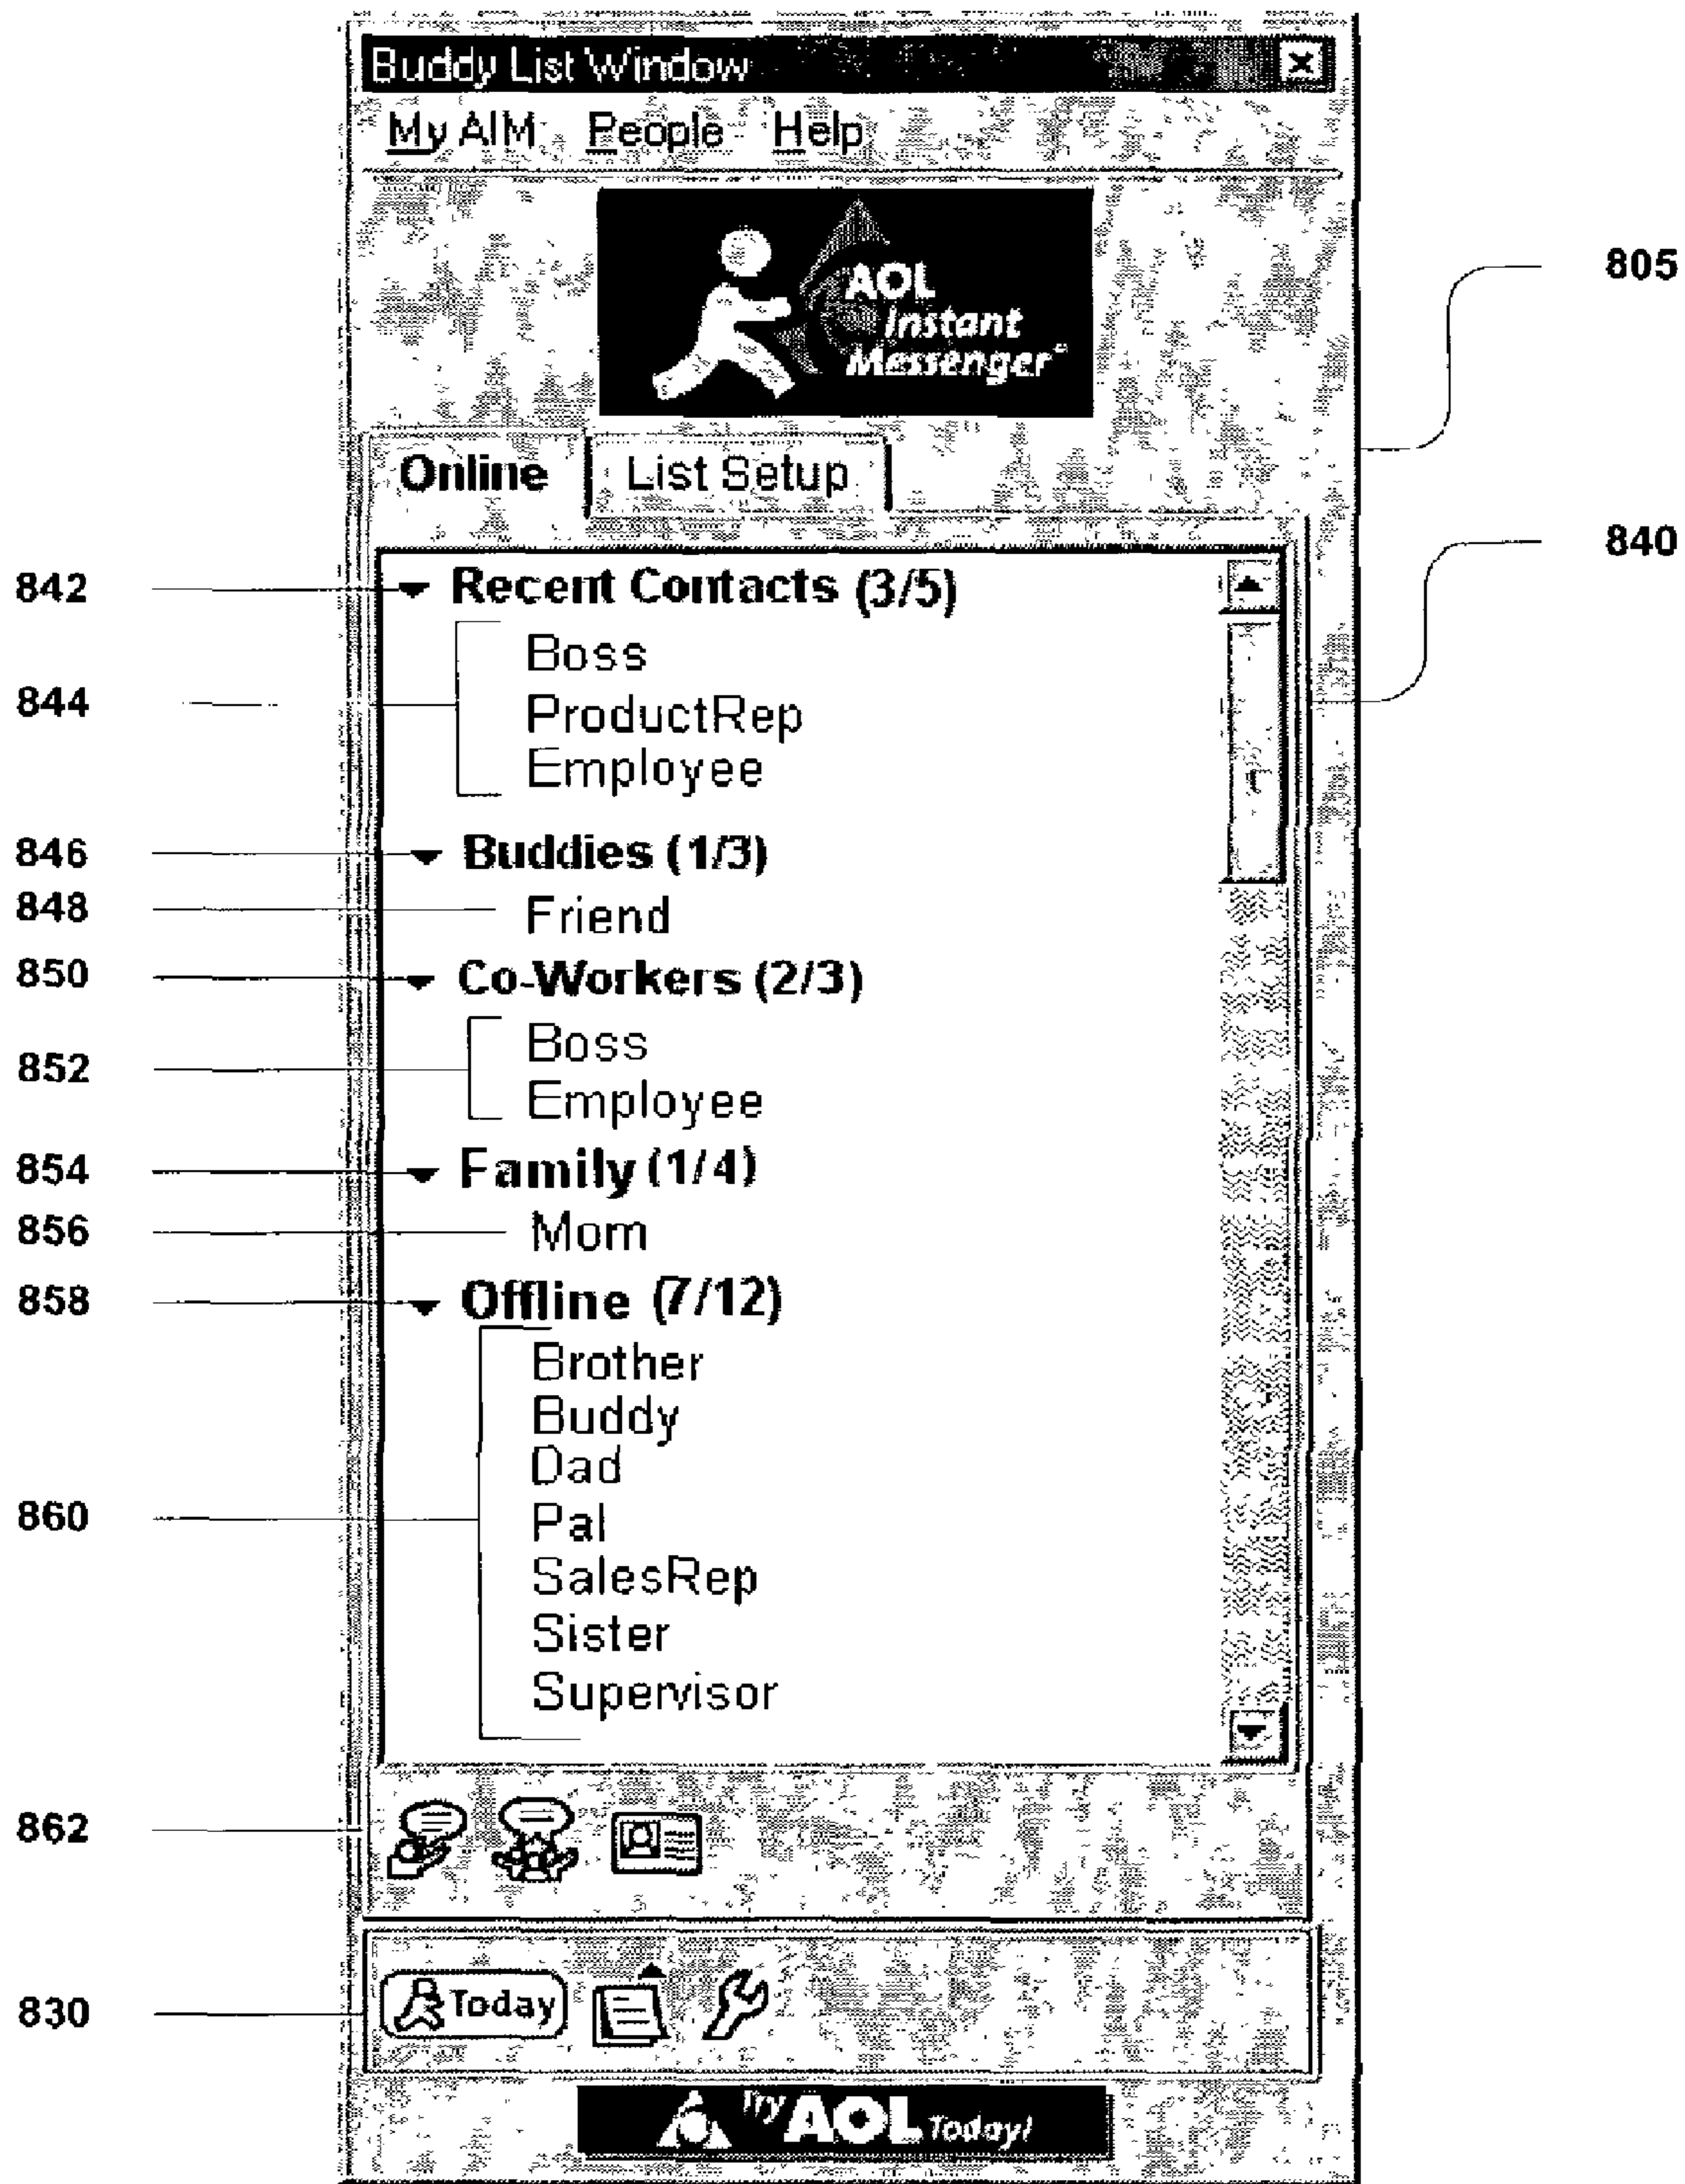 Buddy List Window
My AIM People Help
AOL
Instant
Messenger
805
Online List Setup
840
842 Recent Contacts (3/5)
Boss
844 ProductRep
Employee
846 Buddies (1/3)
848 Friend
850 Co-Workers (2/3)
Boss
852
Employee
854 Family (1/4)
856 Mom
858 Offline (7/12)
Brother
Buddy
Dad
860 Pal
SalesRep
Sister
Supervisor
862
830 Today
Try AOL Today!